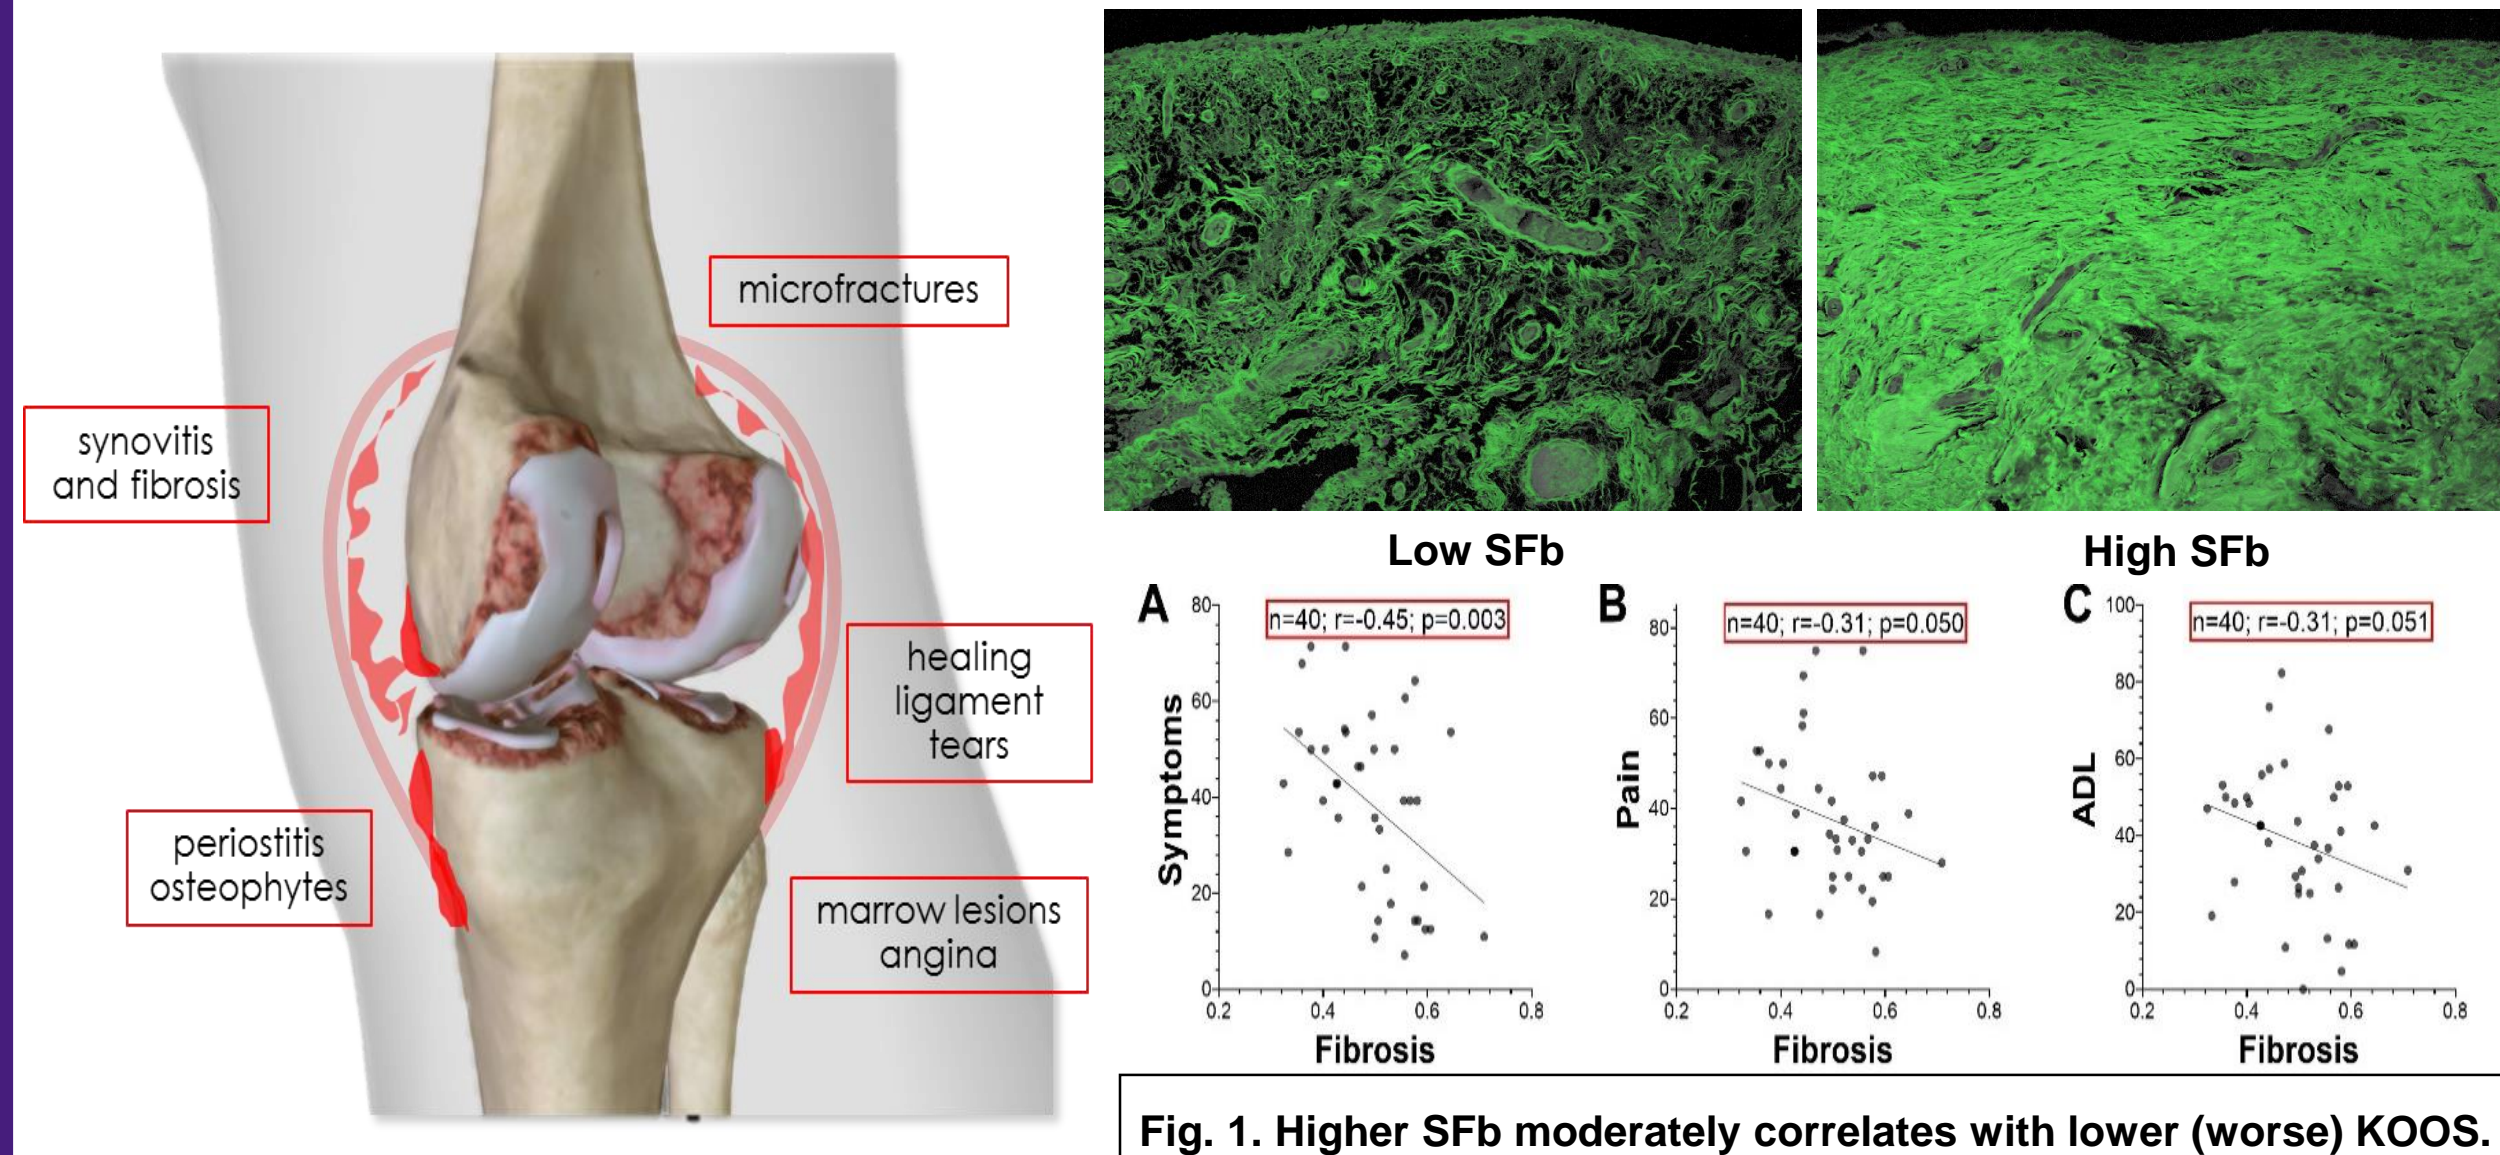 microfractures
synovitis
and fibrosis
healing
ligament
tears
periostitis
osteophytes
marrow lesions
angina
Low SFb
High SFb
A
n=40; r=-0.45; p=0.003
Symptoms
80
60
40
20
0
0.2 0.4 0.6 0.8
Fibrosis
B
n=40; r=-0.31; p=0.050
Pain
80
60
40
20
0
0.2 0.4 0.6 0.8
Fibrosis
C
n=40; r=-0.31; p=0.051
ADL
100
80
60
40
20
0
0.2 0.4 0.6 0.8
Fibrosis
Fig. 1. Higher SFb moderately correlates with lower (worse) KOOS.